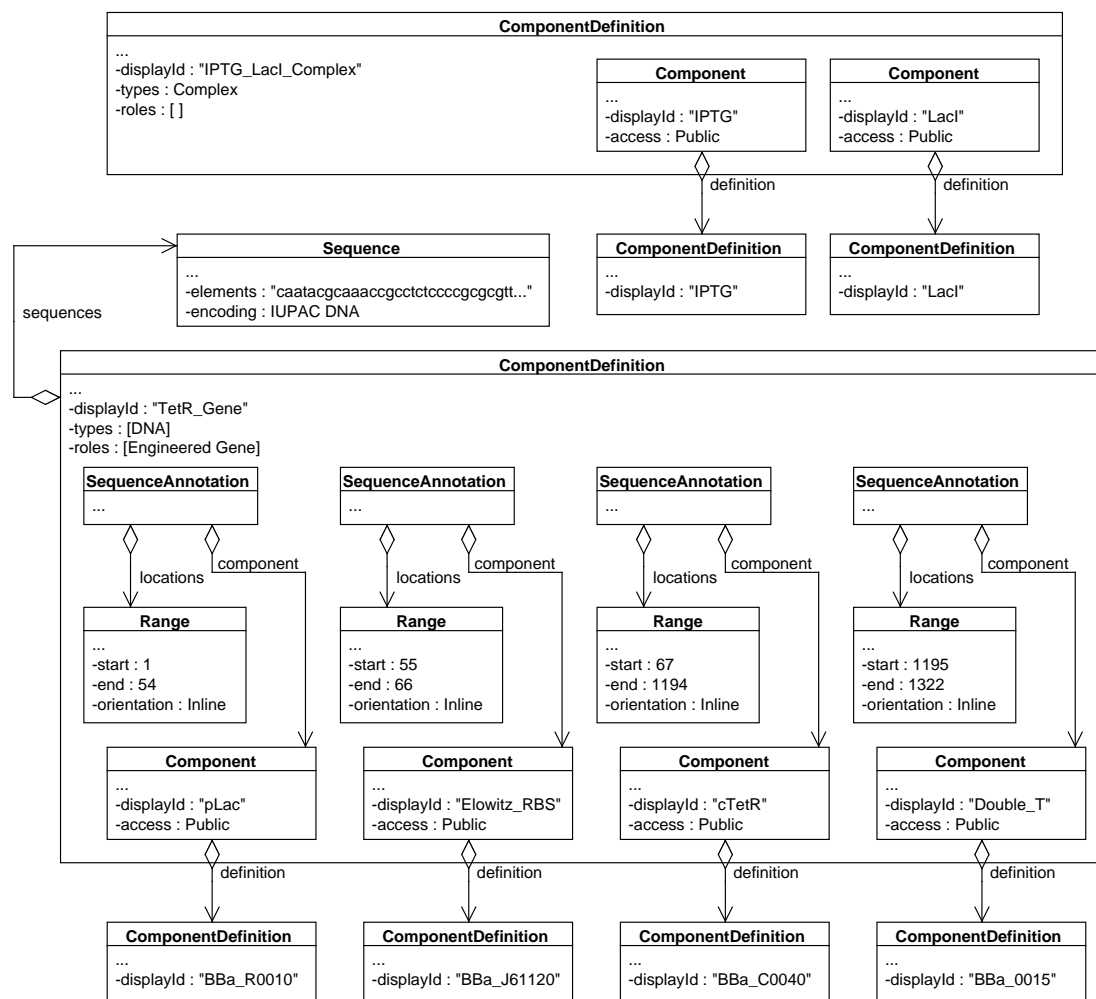 ComponentDefinition
...
-displayId : "IPTG_LacI_Complex"
-types : Complex
-roles : [ ]
Component
...
-displayId : "IPTG"
-access : Public
Component
...
-displayId : "LacI"
-access : Public
definition
definition
Sequence
...
-elements : "caatacgcaaaccgcctctccccgcgcgtt..."
-encoding : IUPAC DNA
ComponentDefinition
...
-displayId : "IPTG"
ComponentDefinition
...
-displayId : "LacI"
sequences
ComponentDefinition
...
-displayId : "TetR_Gene"
-types : [DNA]
-roles : [Engineered Gene]
SequenceAnnotation
...
SequenceAnnotation
...
SequenceAnnotation
...
SequenceAnnotation
...
locations
component
locations
component
locations
component
locations
component
Range
...
-start : 1
-end : 54
-orientation : Inline
Range
...
-start : 55
-end : 66
-orientation : Inline
Range
...
-start : 67
-end : 1194
-orientation : Inline
Range
...
-start : 1195
-end : 1322
-orientation : Inline
Component
...
-displayId : "pLac"
-access : Public
Component
...
-displayId : "Elowitz_RBS"
-access : Public
Component
...
-displayId : "cTetR"
-access : Public
Component
...
-displayId : "Double_T"
-access : Public
definition
definition
definition
definition
ComponentDefinition
...
-displayId : "BBa_R0010"
ComponentDefinition
...
-displayId : "BBa_J61120"
ComponentDefinition
...
-displayId : "BBa_C0040"
ComponentDefinition
...
-displayId : "BBa_0015"